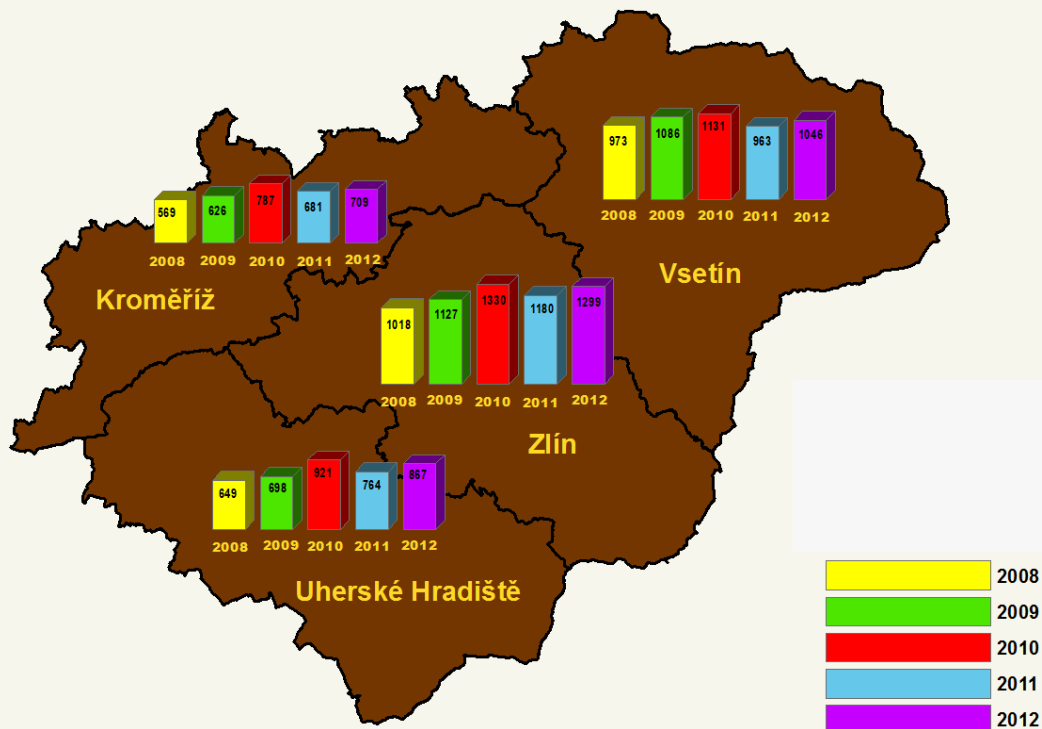 973 1086 1131 963 1046
2008 2009 2010 2011 2012
Vsetín
569 626 787 681 709
2008 2009 2010 2011 2012
Kroměříž
1018 1127 1330 1180 1299
2008 2009 2010 2011 2012
Zlín
649 698 921 764 867
2008 2009 2010 2011 2012
Uherské Hradiště
2008
2009
2010
2011
2012